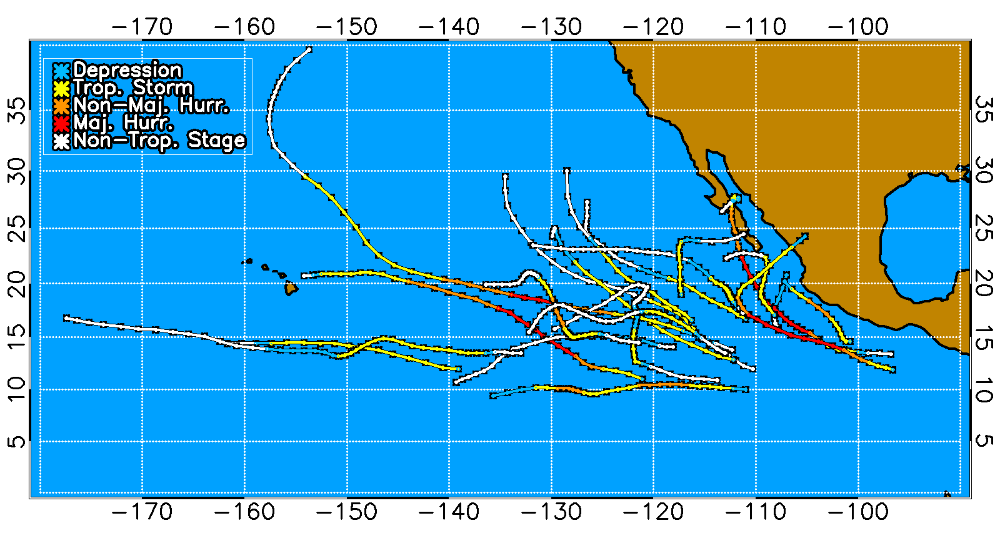 -170 -160 -150 -140 -130 -120 -110 -100
Depression
Trop. Storm
Non-Maj. Hurr.
Maj. Hurr.
Non-Trop. Stage
35 35
30 30
25 25
20 20
15 15
10 10
5 5
-170 -160 -150 -140 -130 -120 -110 -100